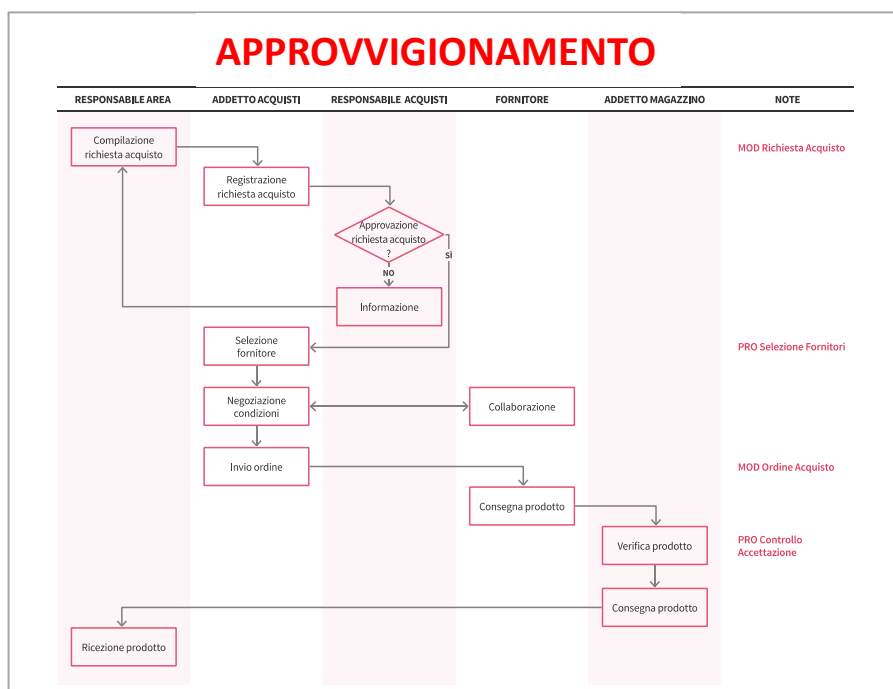 APPROVVIGIONAMENTO
RESPONSABILE AREA
ADDETTO ACQUISTI
RESPONSABILE ACQUISTI
FORNITORE
ADDETTO MAGAZZINO
NOTE
Compilazione
richiesta acquisto
MOD Richiesta Acquisto
Registrazione
richiesta acquisto
Approvazione
richiesta acquisto
?
SÌ
NO
Informazione
Selezione
fornitore
PRO Selezione Fornitori
Negoziazione
condizioni
Collaborazione
Invio ordine
MOD Ordine Acquisto
Consegna prodotto
Verifica prodotto
PRO Controllo
Accettazione
Consegna prodotto
Ricezione prodotto